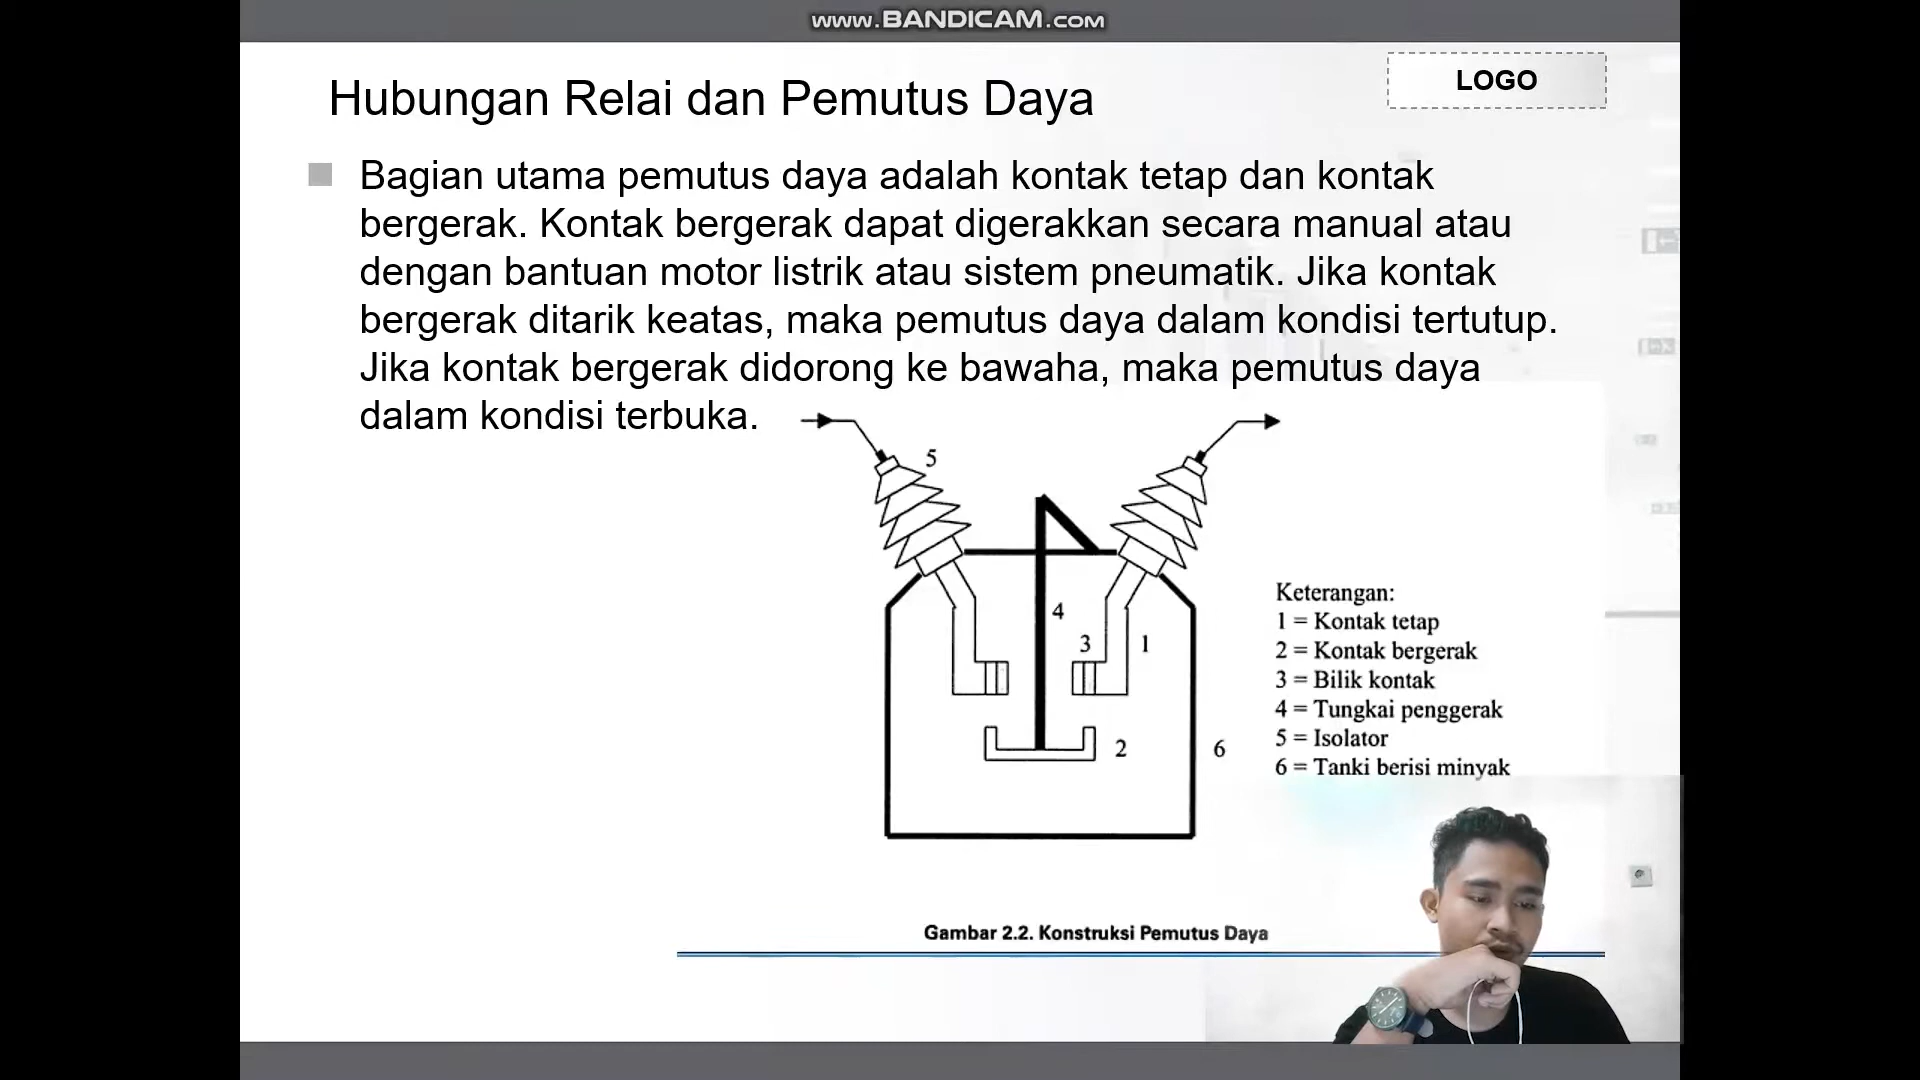 www.BANDICAM.com
LOGO
Hubungan Relai dan Pemutus Daya
Bagian utama pemutus daya adalah kontak tetap dan kontak
bergerak. Kontak bergerak dapat digerakkan secara manual atau
dengan bantuan motor listrik atau sistem pneumatik. Jika kontak
bergerak ditarik keatas, maka pemutus daya dalam kondisi tertutup.
Jika kontak bergerak didorong ke bawaha, maka pemutus daya
dalam kondisi terbuka.
5
4
3
1
2
6
Keterangan:
1 = Kontak tetap
2 = Kontak bergerak
3 = Bilik kontak
4 = Tungkai penggerak
5 = Isolator
6 = Tanki berisi minyak
Gambar 2.2. Konstruksi Pemutus Daya